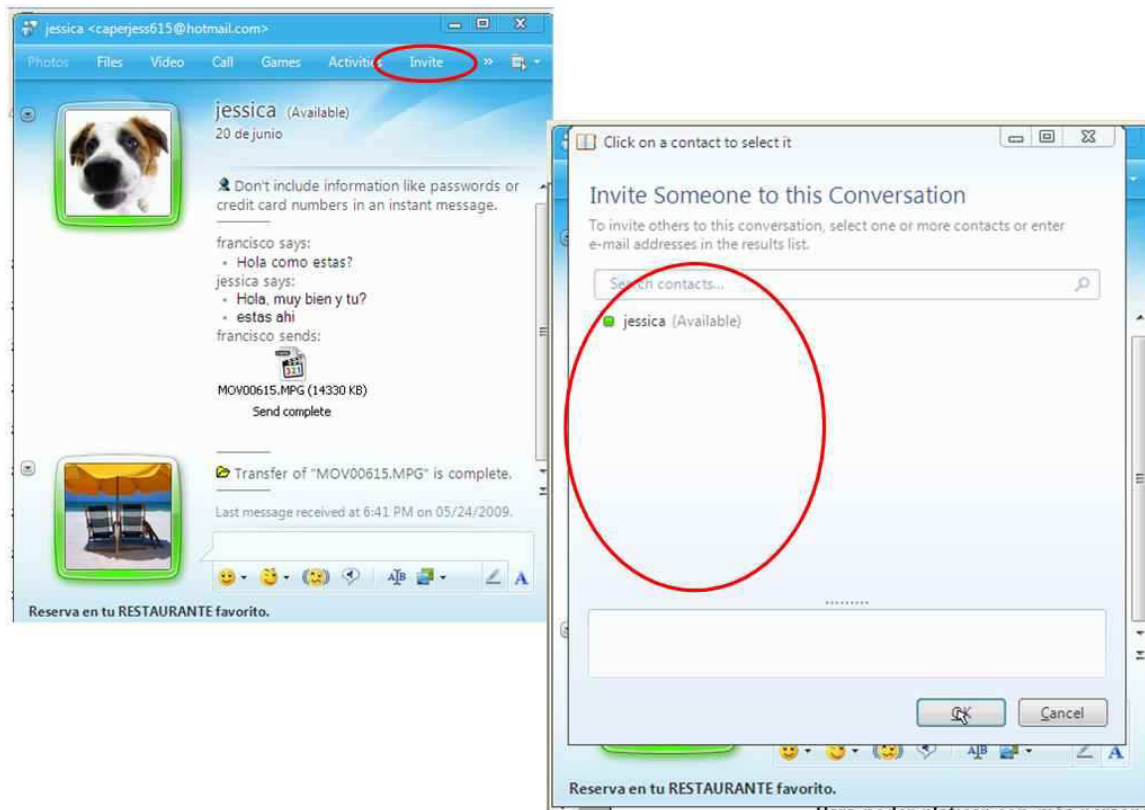 jessica <caperjess615@hotmail.com>
Photos Files Video Call Games Activities Invite »
jessica (Available)
20 de junio
Don't include information like passwords or
credit card numbers in an instant message.
francisco says:
Hola como estas?
jessica says:
Hola, muy bien y tu?
estas ahi
francisco sends:
321
MOV00615.MPG (14330 KB)
Send complete
Transfer of "MOV00615.MPG" is complete.
Last message received at 6:41 PM on 05/24/2009.
Reserva en tu RESTAURANTE favorito.
Click on a contact to select it
Invite Someone to this Conversation
To invite others to this conversation, select one or more contacts or enter
e-mail addresses in the results list.
Search contacts...
jessica (Available)
OK Cancel
Reserva en tu RESTAURANTE favorito.